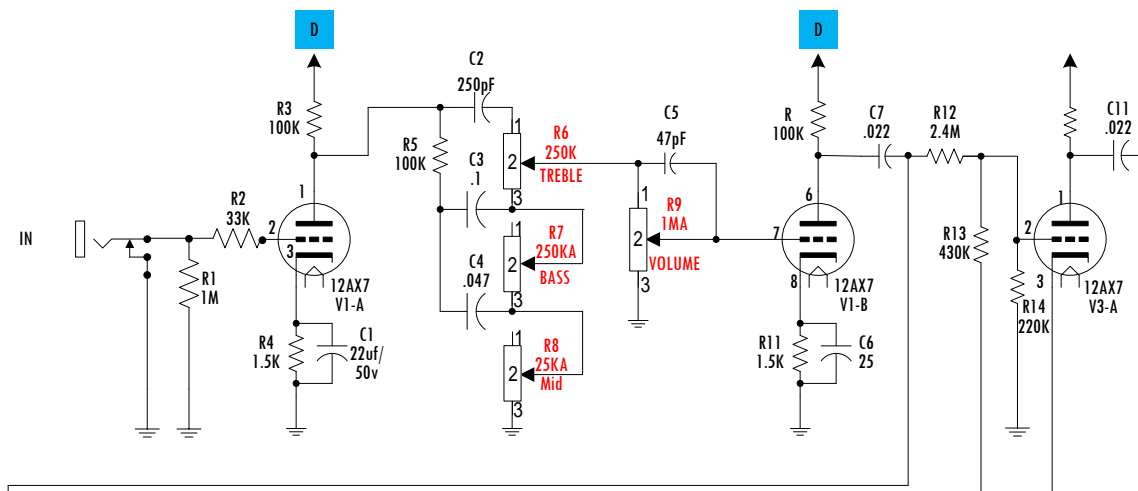 D
D
C2
250pF
R3
100K
R5
100K
C3
.1
1
2
3
R6
250K
TREBLE
C5
47pF
R
100K
C7
.022
R12
2.4M
C11
.022
IN
R2
33K
1
2
3
12AX7
V1-A
R1
1M
R4
1.5K
C1
22uf/
50v
C4
.047
1
2
3
R7
250KA
BASS
1
2
3
R8
25KA
Mid
1
2
3
R9
1MA
VOLUME
6
7
8
12AX7
V1-B
R11
1.5K
C6
25
R13
430K
1
2
3
12AX7
V3-A
R14
220K